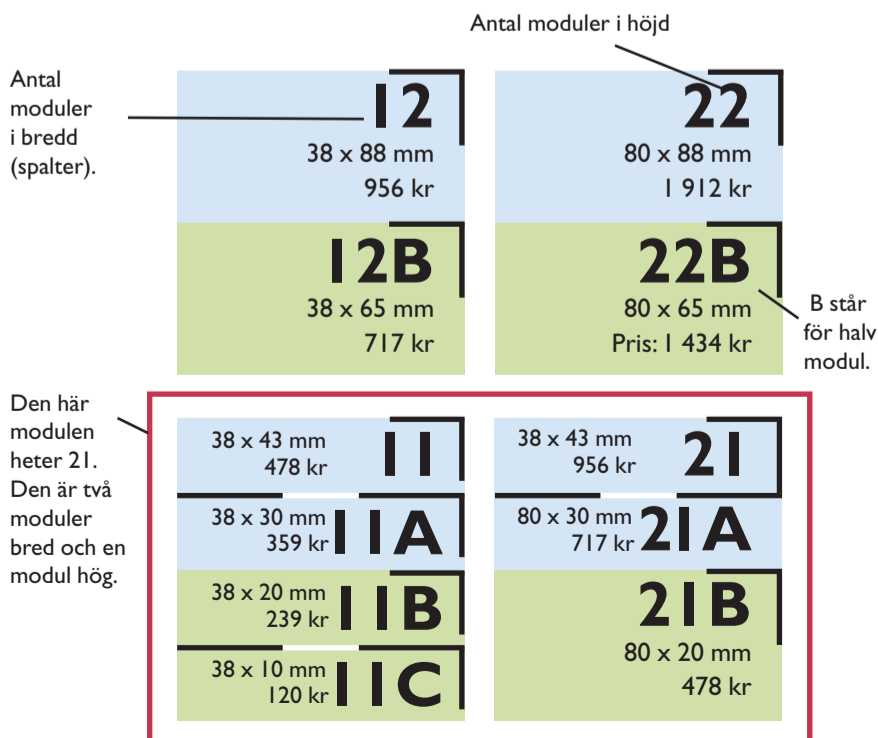 Antal moduler i höjd
Antal
moduler
i bredd
(spalter).
12
38 x 88 mm
956 kr
22
80 x 88 mm
1 912 kr
12B
38 x 65 mm
717 kr
22B
80 x 65 mm
Pris: 1 434 kr
B står
för halv
modul.
Den här
modulen
heter 21.
Den är två
moduler
bred och en
modul hög.
38 x 43 mm
478 kr
11
38 x 43 mm
956 kr
21
38 x 30 mm
359 kr
11A
80 x 30 mm
717 kr
21A
38 x 20 mm
239 kr
11B
21B
80 x 20 mm
478 kr
38 x 10 mm
120 kr
11C